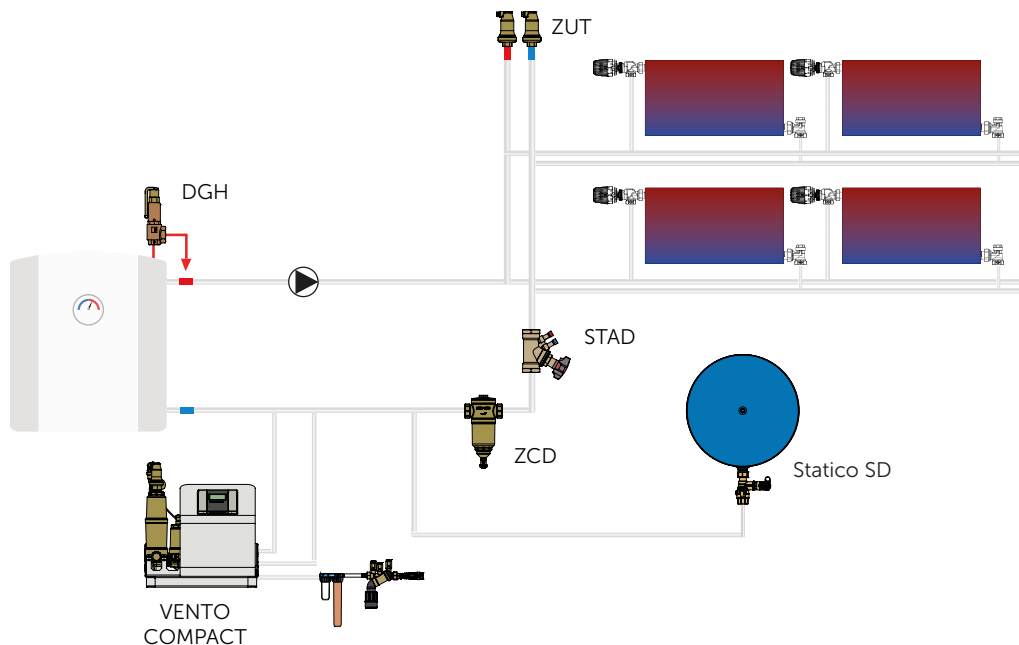 ZUT
DGH
STAD
ZCD
Statico SD
VENTO
COMPACT